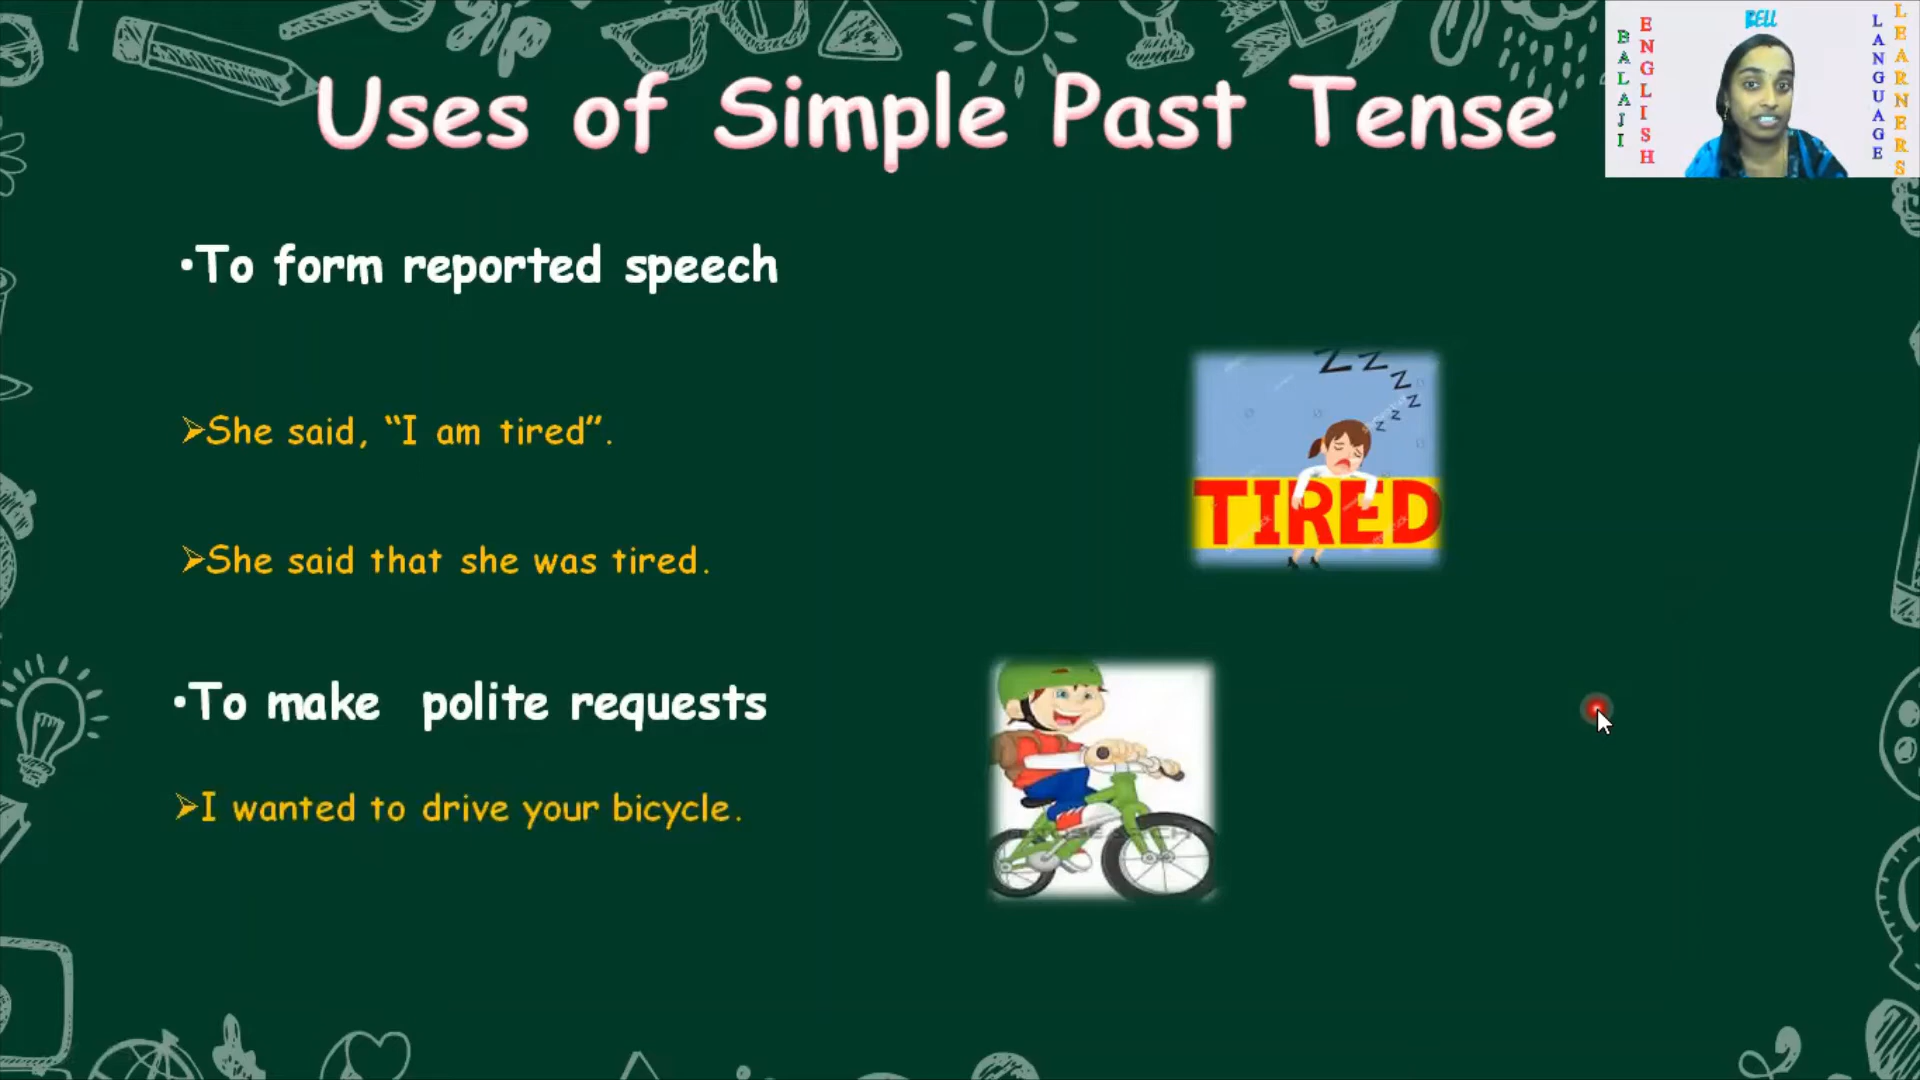 Uses of Simple Past Tense
BALAJI
ENGLISH
BELL
LANGUAGE
LEARNERS
•To form reported speech
➢She said, “I am tired”.
zzzzzz
TIRED
➢She said that she was tired.
•To make polite requests
➢I wanted to drive your bicycle.